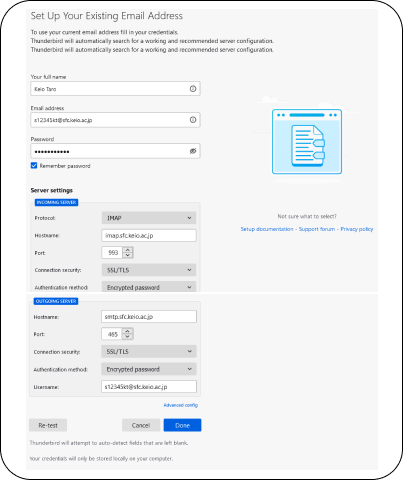 Set Up Your Existing Email Address
To use your current email address fill in your credentials.
Thunderbird will automatically search for a working and recommended server configuration.
Thunderbird will automatically search for a working and recommended server configuration.
Your full name
Keio Taro
Email address
s12345kt@sfc.keio.ac.jp
Password
•••••••••••
Remember password
Server settings
INCOMING SERVER
Protocol: IMAP
Hostname: imap.sfc.keio.ac.jp
Port: 993
Connection security: SSL/TLS
Authentication method: Encrypted password
Not sure what to select?
Setup documentation - Support forum - Privacy policy
OUTGOING SERVER
Hostname: smtp.sfc.keio.ac.jp
Port: 465
Connection security: SSL/TLS
Authentication method: Encrypted password
Username: s12345kt@sfc.keio.ac.jp
Advanced config
Re-test Cancel Done
Thunderbird will attempt to auto-detect fields that are left blank.
Your credentials will only be stored locally on your computer.